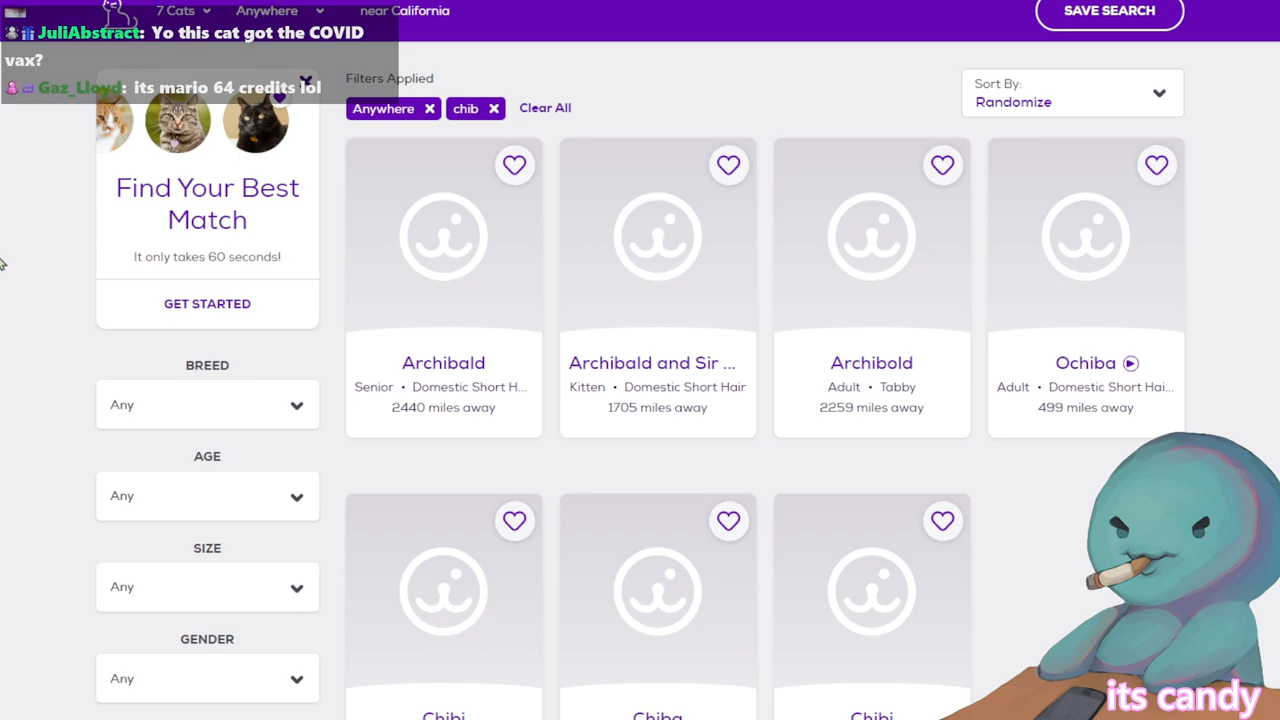 7 Cats
Anywhere
near California
SAVE SEARCH
JuliAbstract: Yo this cat got the COVID
vax?
Gaz_Lloyd: its mario 64 credits lol
Filters Applied
Anywhere
chib
Clear All
Sort By:
Randomize
Find Your Best
Match
It only takes 60 seconds!
GET STARTED
Archibald
Senior • Domestic Short H...
2440 miles away
Archibald and Sir ...
Kitten • Domestic Short Hair
1705 miles away
Archibold
Adult • Tabby
2259 miles away
Ochiba
Adult • Domestic Short Hai...
499 miles away
BREED
Any
AGE
Any
SIZE
Any
GENDER
Any
Chibi
Chiba
Chibi
its candy